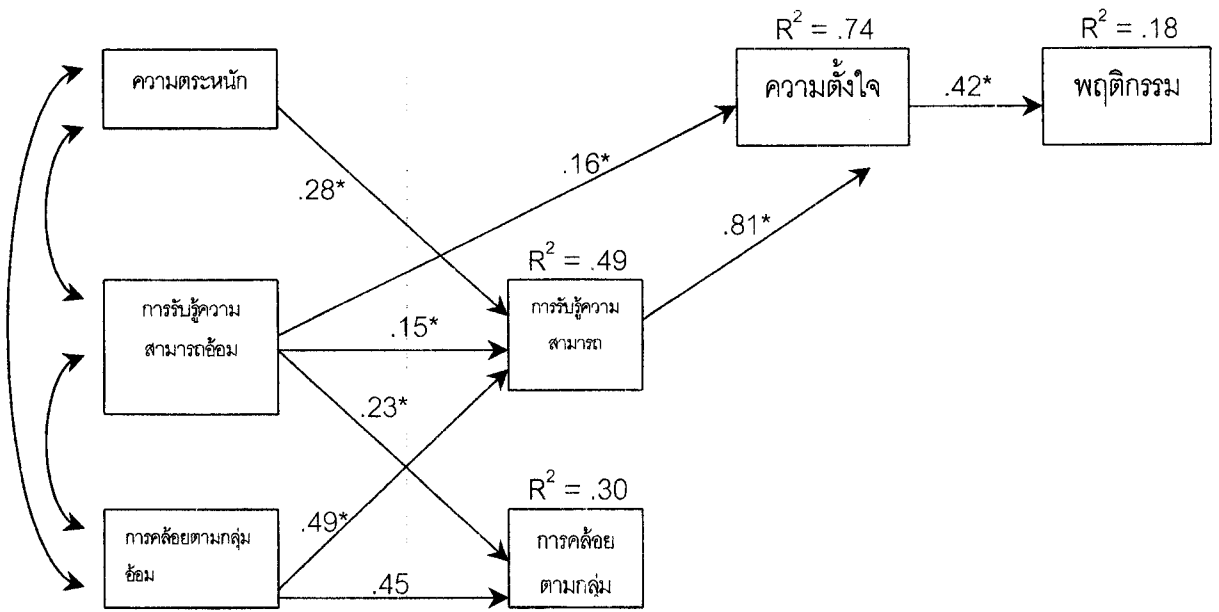 R² = .74
R² = .18
ความตระหนัก
ความตั้งใจ
.42*
พฤติกรรม
.28*
.16*
.81*
R² = .49
การรับรู้ความ
สามารถอ้อม
.15*
การรับรู้ความ
สามารถ
.23*
R² = .30
.49*
การคล้อยตามกลุ่ม
อ้อม
.45
การคล้อย
ตามกลุ่ม